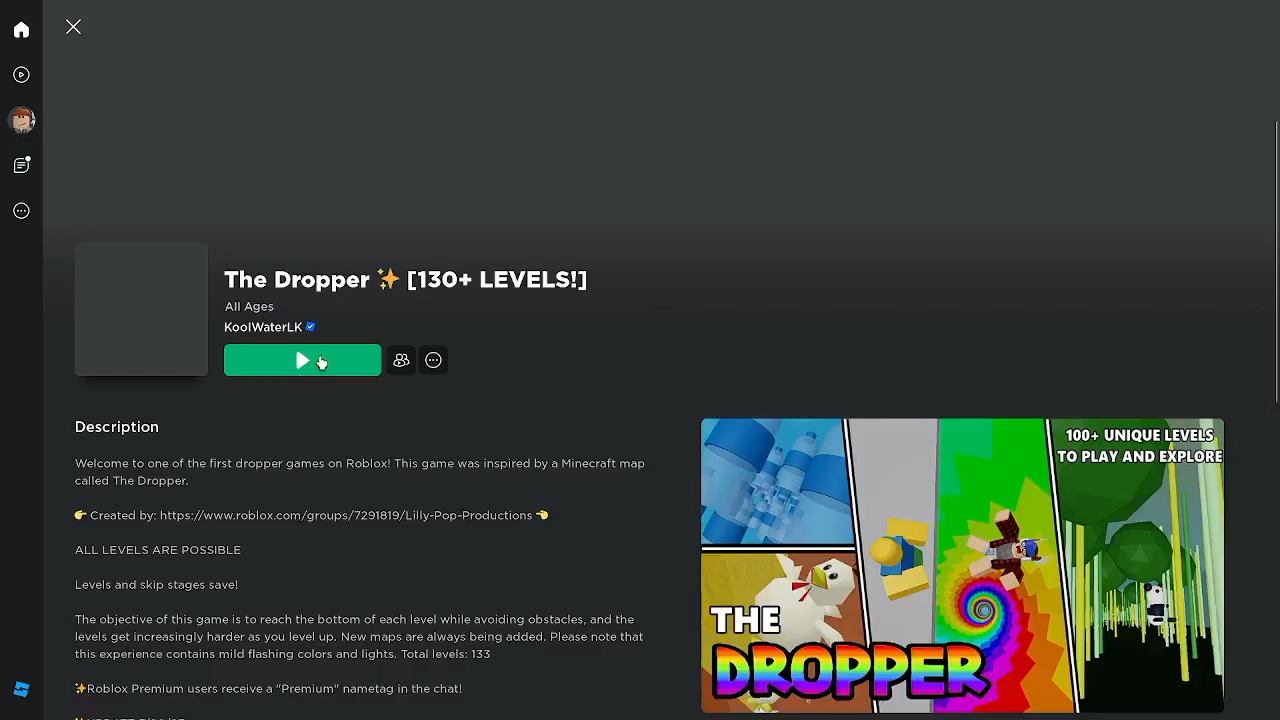 The Dropper ✨ [130+ LEVELS!]
All Ages
KoolWaterLK
Description
Welcome to one of the first dropper games on Roblox! This game was inspired by a Minecraft map
called The Dropper.
👉 Created by: https://www.roblox.com/groups/7291819/Lilly-Pop-Productions 👈
ALL LEVELS ARE POSSIBLE
Levels and skip stages save!
The objective of this game is to reach the bottom of each level while avoiding obstacles, and the
levels get increasingly harder as you level up. New maps are always being added. Please note that
this experience contains mild flashing colors and lights. Total levels: 133
✨Roblox Premium users receive a "Premium" nametag in the chat!
100+ UNIQUE LEVELS
TO PLAY AND EXPLORE
THE
DROPPER